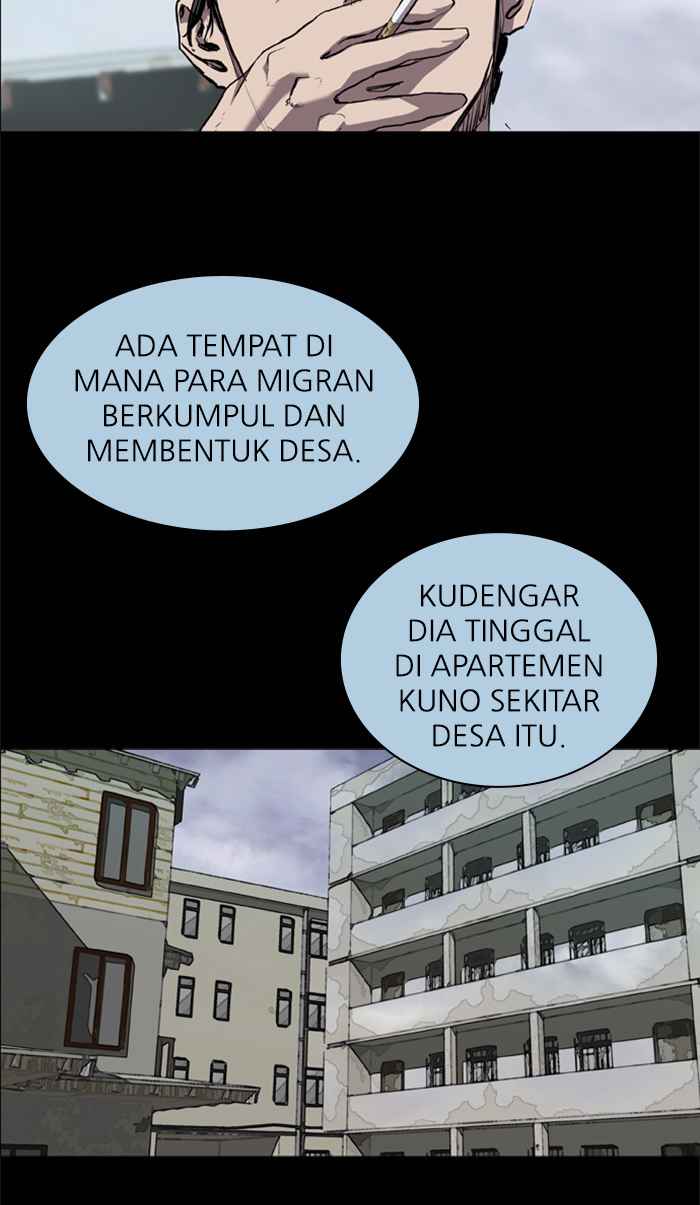 ADA TEMPAT DI
MANA PARA MIGRAN
BERKUMPUL DAN
MEMBENTUK DESA.
KUDENGAR
DIA TINGGAL
DI APARTEMEN
KUNO SEKITAR
DESA ITU.